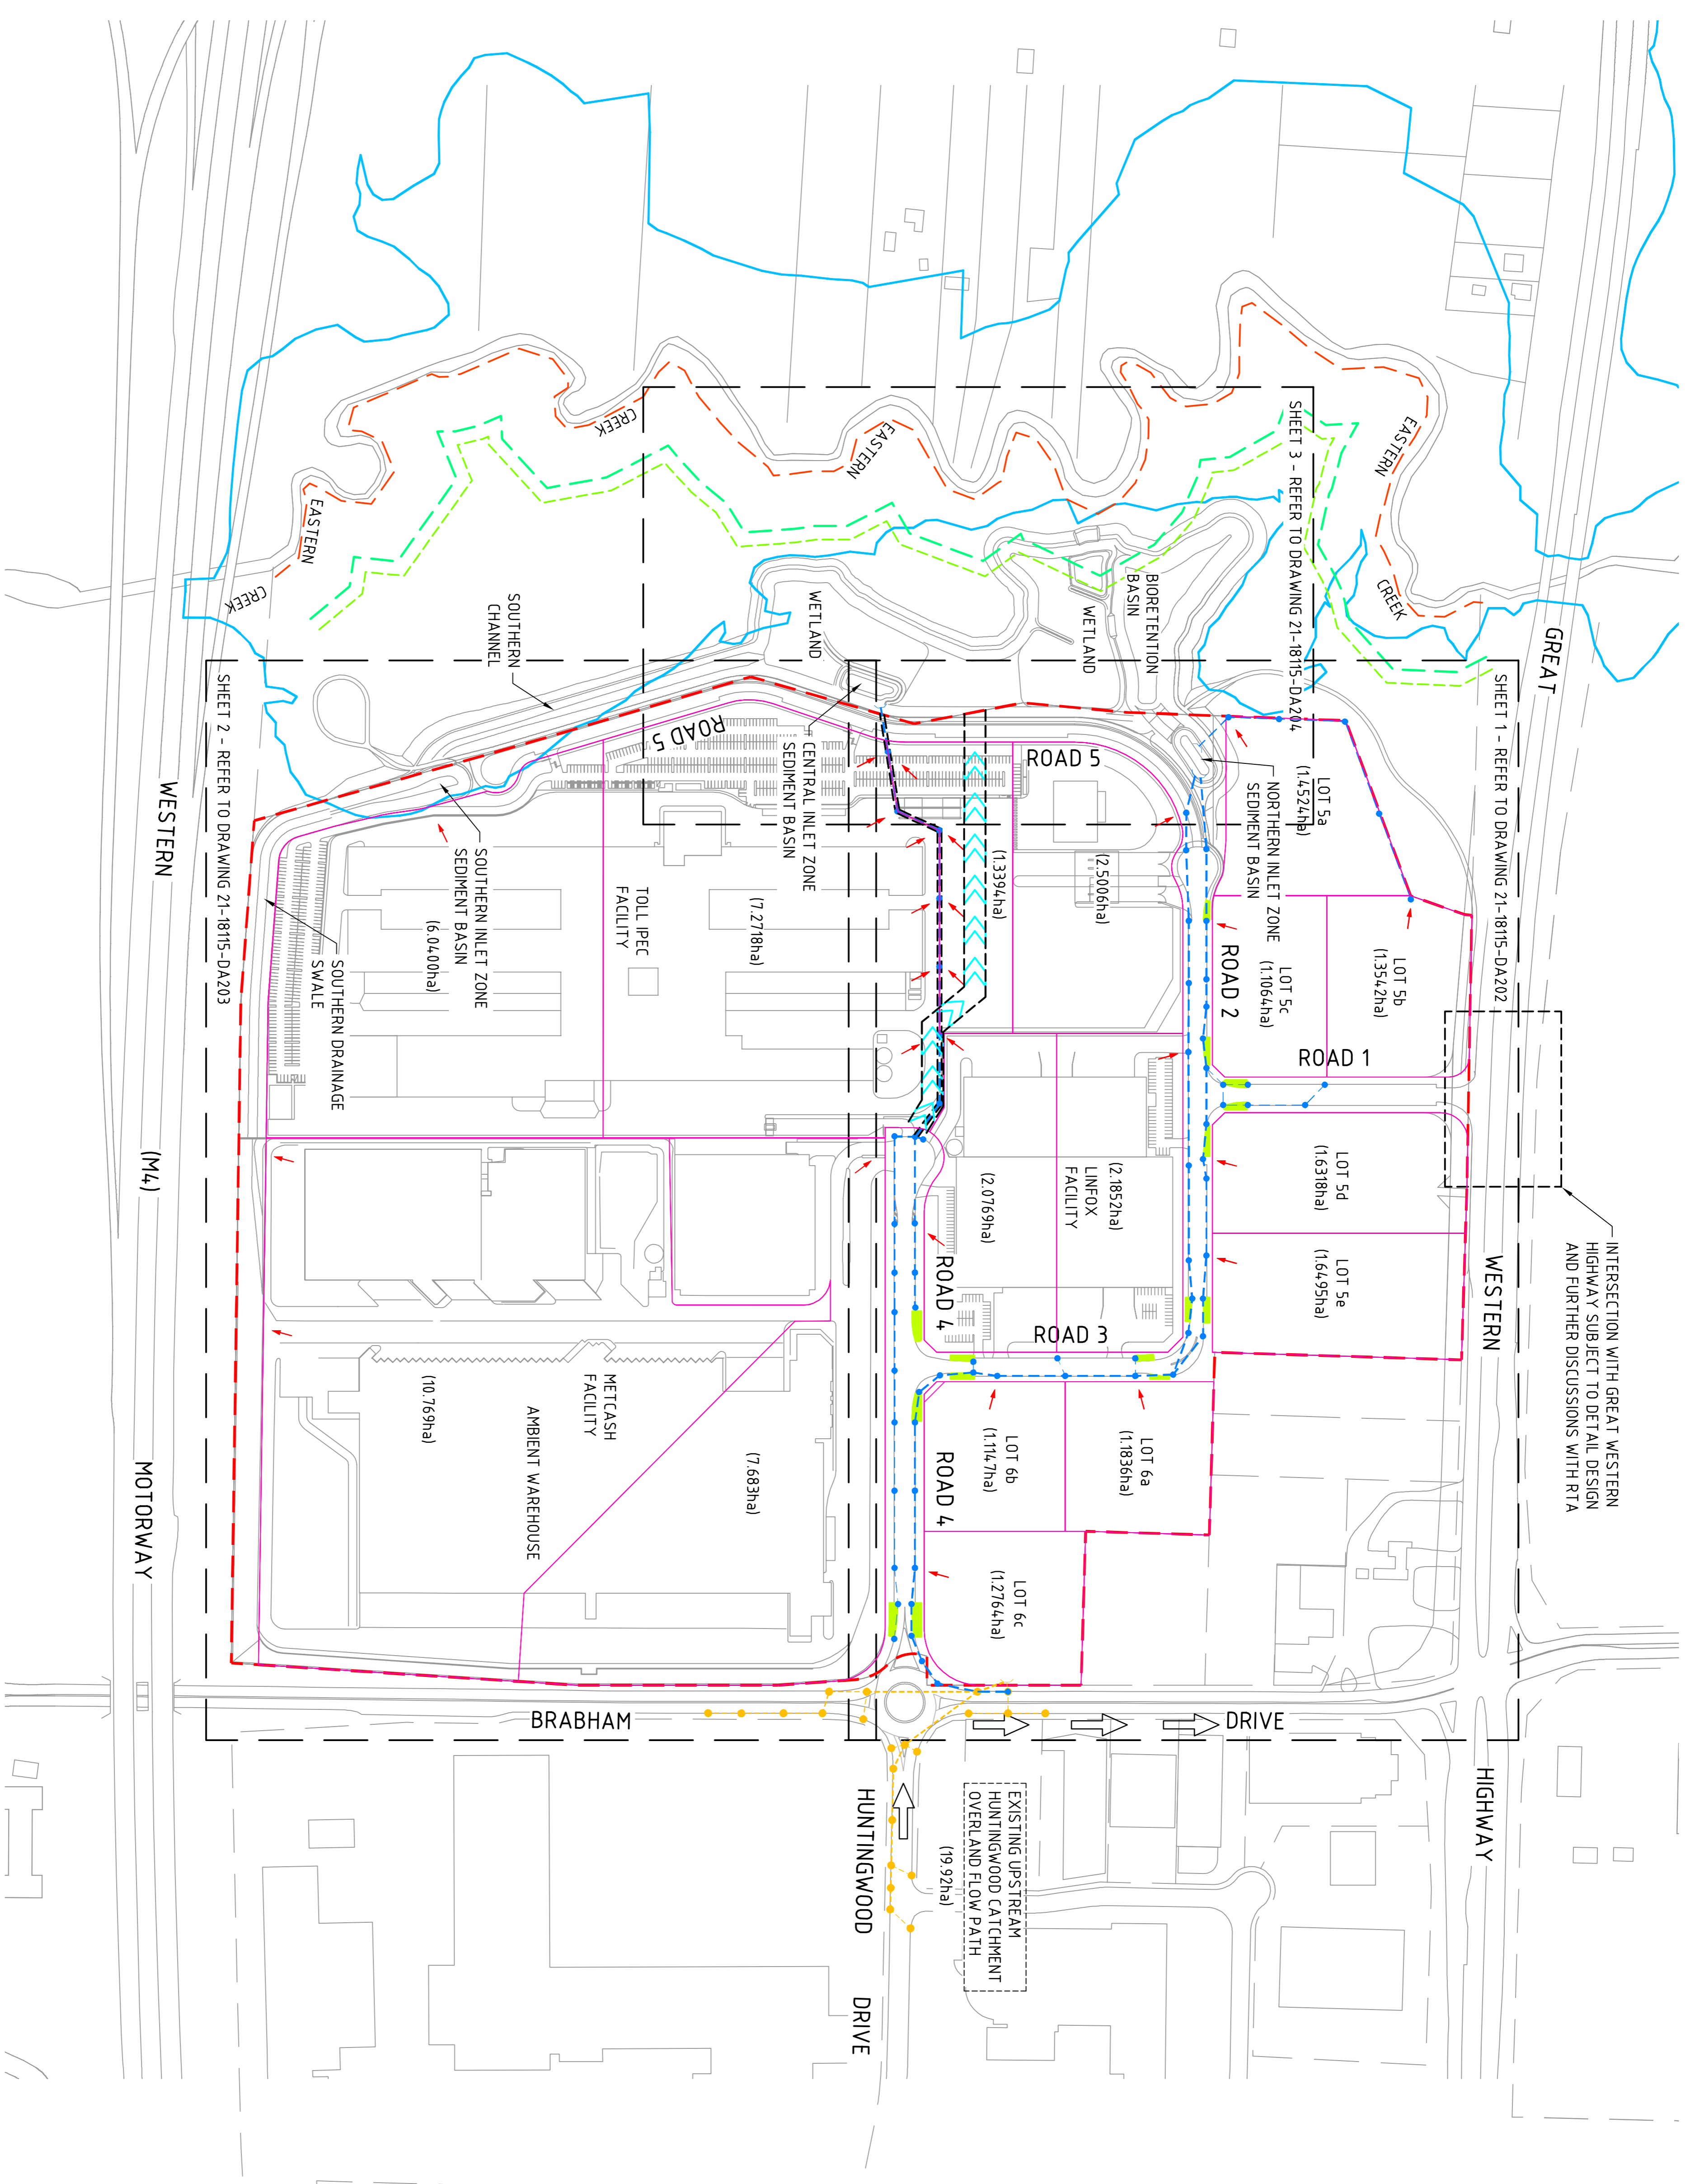 GREAT
WESTERN
HIGHWAY
INTERSECTION WITH GREAT WESTERN
HIGHWAY SUBJECT TO DETAIL DESIGN
AND FURTHER DISCUSSIONS WITH RTA
SHEET 1 - REFER TO DRAWING 21-18115-DA202
EASTERN
CREEK
SHEET 3 - REFER TO DRAWING 21-18115-DA204
LOT 5a
(1.4524ha)
LOT 5b
(1.3542ha)
LOT 5c
(1.1064ha)
LOT 5d
(1.6318ha)
LOT 5e
(1.6495ha)
ROAD 1
NORTHERN INLET ZONE
SEDIMENT BASIN
ROAD 2
BIORETENTION
BASIN
WETLAND
ROAD 5
(2.5006ha)
(1.3394ha)
(2.1852ha)
LINFOX
FACILITY
(2.0769ha)
ROAD 3
LOT 6a
(1.1836ha)
LOT 6b
(1.1147ha)
LOT 6c
(1.2764ha)
ROAD 4
ROAD 4
EASTERN
CREEK
WETLAND
CENTRAL INLET ZONE
SEDIMENT BASIN
ROAD 5
(7.2718ha)
TOLL IPEC
FACILITY
SOUTHERN
CHANNEL
SOUTHERN INLET ZONE
SEDIMENT BASIN
(6.0400ha)
SOUTHERN DRAINAGE
SWALE
(7.683ha)
METCASH
FACILITY
AMBIENT WAREHOUSE
(10.769ha)
BRABHAM
DRIVE
EXISTING UPSTREAM
HUNTINGWOOD CATCHMENT
OVERLAND FLOW PATH
(19.92ha)
HUNTINGWOOD
DRIVE
EASTERN
CREEK
SHEET 2 - REFER TO DRAWING 21-18115-DA203
WESTERN
(M4)
MOTORWAY